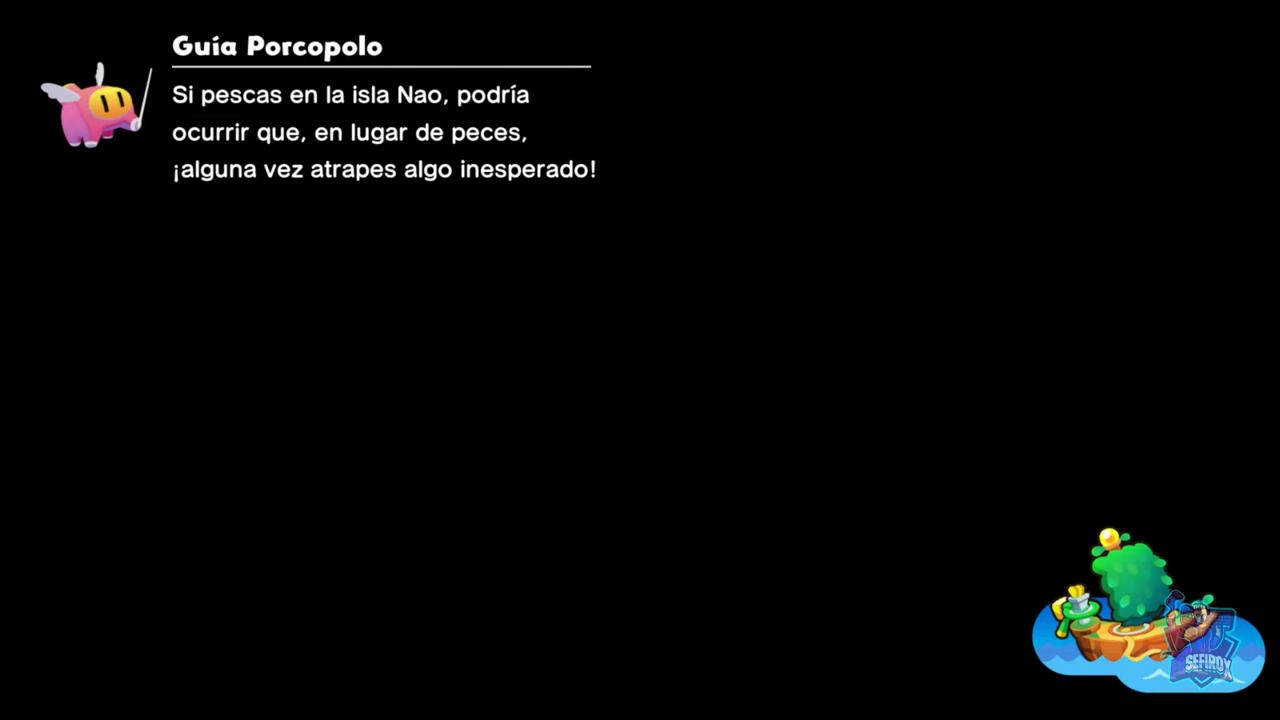 Guía Porcopolo
Si pescas en la isla Nao, podría
ocurrir que, en lugar de peces,
¡alguna vez atrapes algo inesperado!
SEFIROX